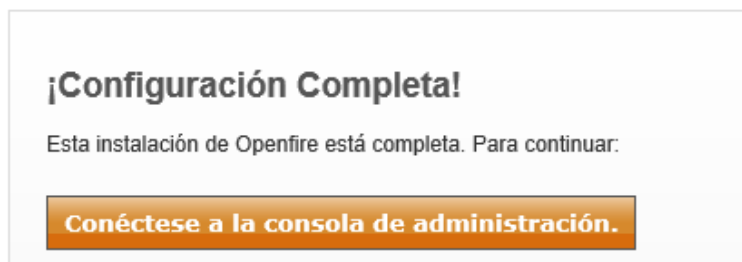 ¡Configuración Completa!
Esta instalación de Openfire está completa. Para continuar:
Conéctese a la consola de administración.